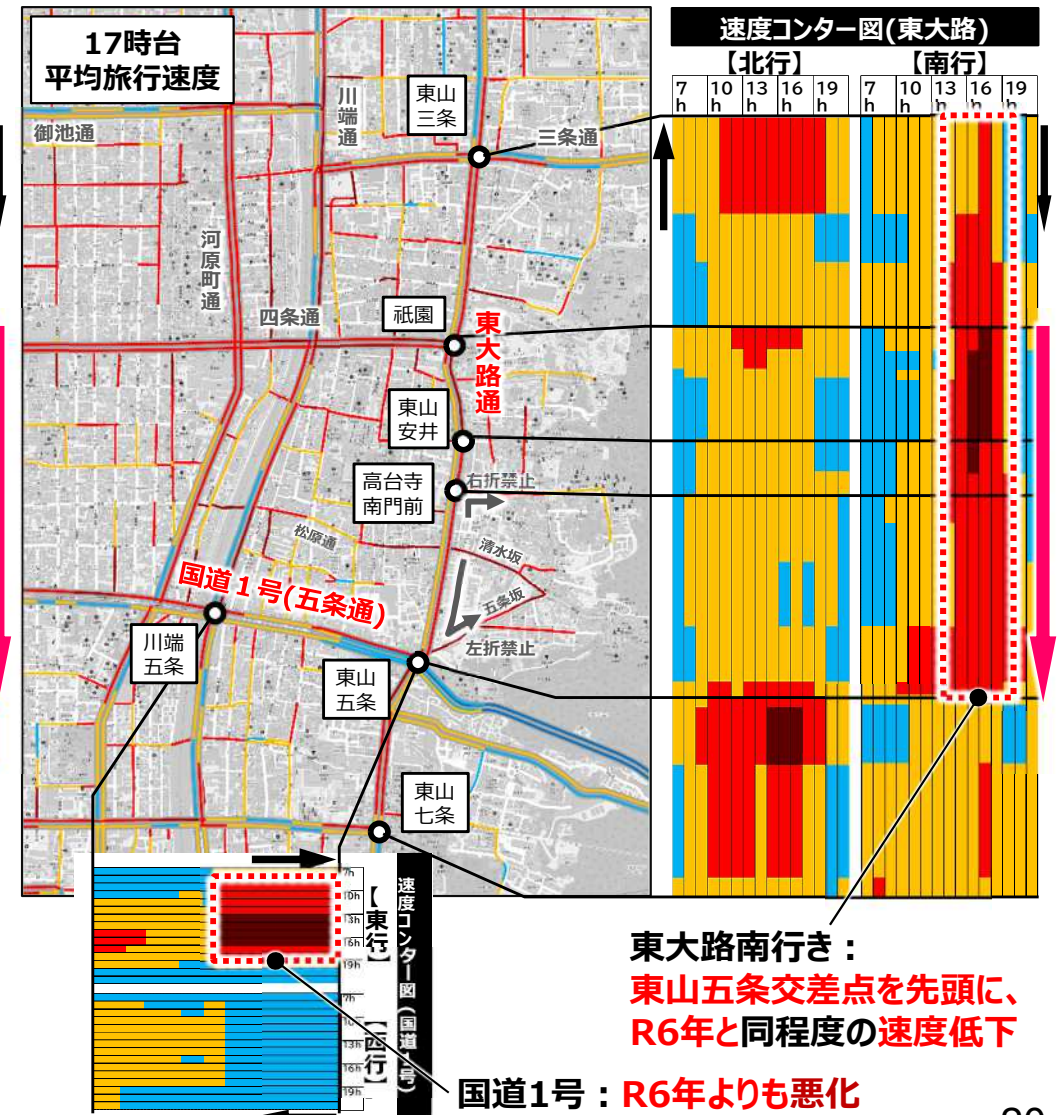 17時台
平均旅行速度
御池通
川端通
東山
三条
三条通
河原町通
四条通
祇園
東大路通
東山
安井
高台寺
南門前
右折禁止
松原通
清水坂
五条坂
左折禁止
国道1号(五条通)
川端
五条
東山
五条
東山
七条
速度コンター図(東大路)
【北行】
【南行】
7h 10h 13h 16h 19h
7h 10h 13h 16h 19h
速度コンター図(国道1号)
【東行】
7h
10h
13h
16h
19h
【西行】
7h
10h
13h
16h
19h
東大路南行き：
東山五条交差点を先頭に、
R6年と同程度の速度低下
国道1号：R6年よりも悪化